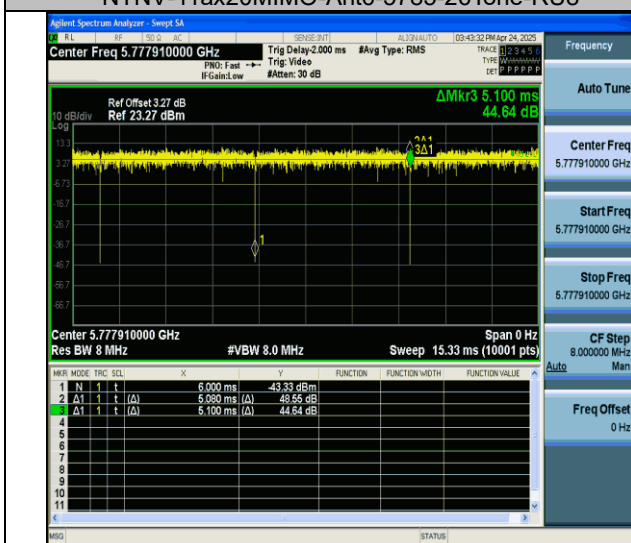 Agilent Spectrum Analyzer - Swept SA
RL RF 50 Ω AC SENSE:INT ALIGNAUTO 03:43:32 PM Apr 24, 2025
Center Freq 5.777910000 GHz
PNO: Fast
IFGain:Low
Trig Delay-2.000 ms
Trig: Video
#Atten: 30 dB
#Avg Type: RMS
TRACE 1 2 3 4 5 6
TYPE
DET P P P P P P
Ref Offset 3.27 dB
10 dB/div Ref 23.27 dBm
Log
ΔMkr3 5.100 ms
44.64 dB
13.3
3.27
-6.73
-16.7
-26.7
-36.7
-46.7
-56.7
-66.7
3Δ1
1
Center 5.777910000 GHz Span 0 Hz
Res BW 8 MHz #VBW 8.0 MHz Sweep 15.33 ms (10001 pts)
MKR MODE TRC SCL X Y FUNCTION FUNCTION WIDTH FUNCTION VALUE
1 N 1 t 6.000 ms -43.33 dBm
2 Δ1 1 t (Δ) 5.080 ms (Δ) 48.55 dB
3 Δ1 1 t (Δ) 5.100 ms (Δ) 44.64 dB
4
5
6
7
8
9
10
11
MSG STATUS
Frequency
Auto Tune
Center Freq
5.777910000 GHz
Start Freq
5.777910000 GHz
Stop Freq
5.777910000 GHz
CF Step
8.000000 MHz
Auto Man
Freq Offset
0 Hz